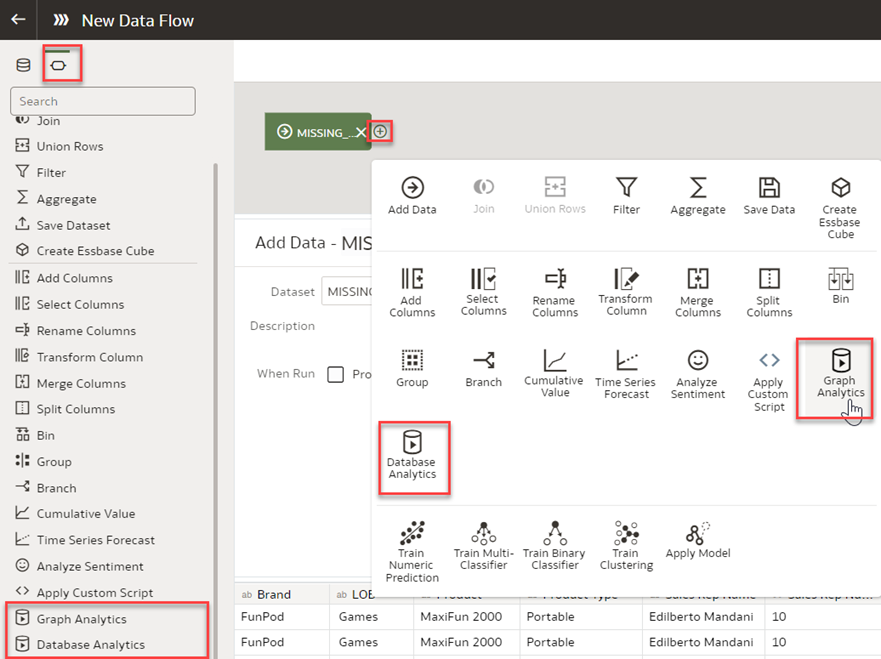 New Data Flow
Search
Join
Union Rows
Filter
Aggregate
Save Dataset
Create Essbase Cube
Add Columns
Select Columns
Rename Columns
Transform Column
Merge Columns
Split Columns
Bin
Group
Branch
Cumulative Value
Time Series Forecast
Analyze Sentiment
Apply Custom Script
Graph Analytics
Database Analytics
MISSING_...
Add Data - MIS
Dataset MISSING
Description
When Run Pro
Add Data
Join
Union Rows
Filter
Aggregate
Save Data
Create
Essbase
Cube
Add
Columns
Select
Columns
Rename
Columns
Transform
Column
Merge
Columns
Split
Columns
Bin
Group
Branch
Cumulative
Value
Time Series
Forecast
Analyze
Sentiment
Apply
Custom
Script
Graph
Analytics
Database
Analytics
Train
Numeric
Prediction
Train Multi-
Classifier
Train Binary
Classifier
Train
Clustering
Apply Model
ab Brand ab LOB Product Product Type Sales Rep Name Sales Rep Nu...
FunPod Games MaxiFun 2000 Portable Edilberto Mandani 10
FunPod Games MaxiFun 2000 Portable Edilberto Mandani 10